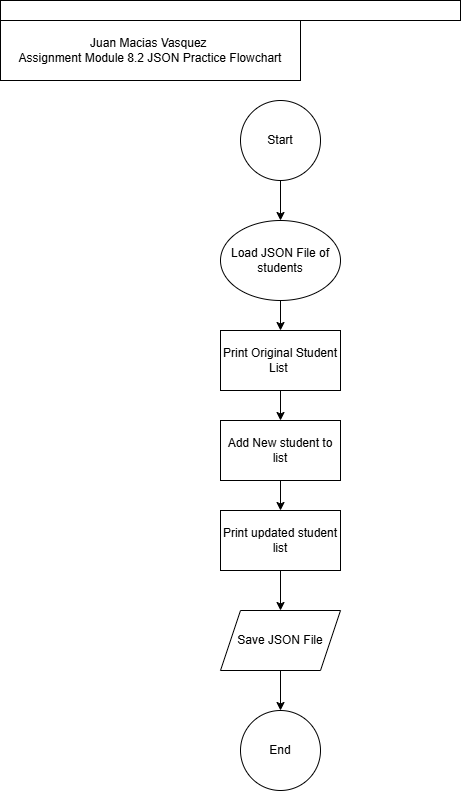 Juan Macias Vasquez
Assignment Module 8.2 JSON Practice Flowchart
Start
Load JSON File of
students
Print Original Student
List
Add New student to
list
Print updated student
list
Save JSON File
End